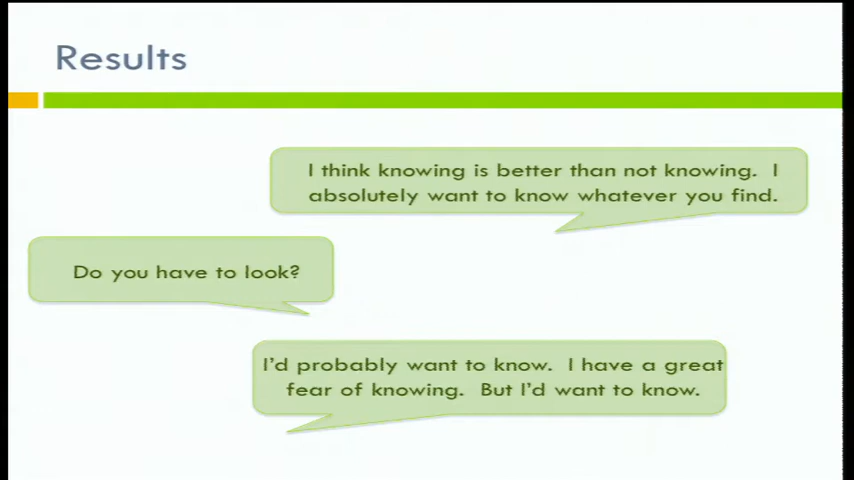 Results
I think knowing is better than not knowing. I
absolutely want to know whatever you find.
Do you have to look?
I'd probably want to know. I have a great
fear of knowing. But I'd want to know.